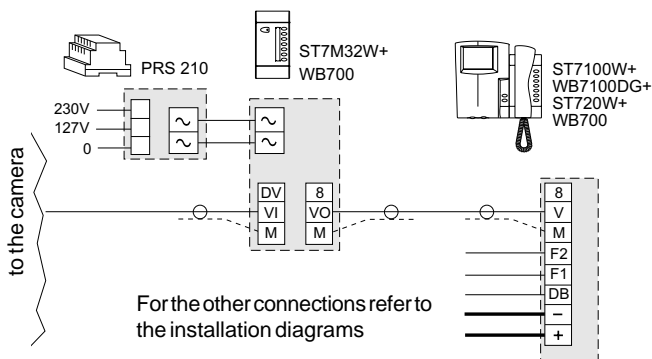 PRS 210
ST7M32W+
WB700
ST7100W+
WB7100DG+
ST720W+
WB700
230V
127V
0
~
~
~
~
to the camera
DV
VI
M
8
VO
M
8
V
M
F2
F1
DB
–
+
For the other connections refer to
the installation diagrams